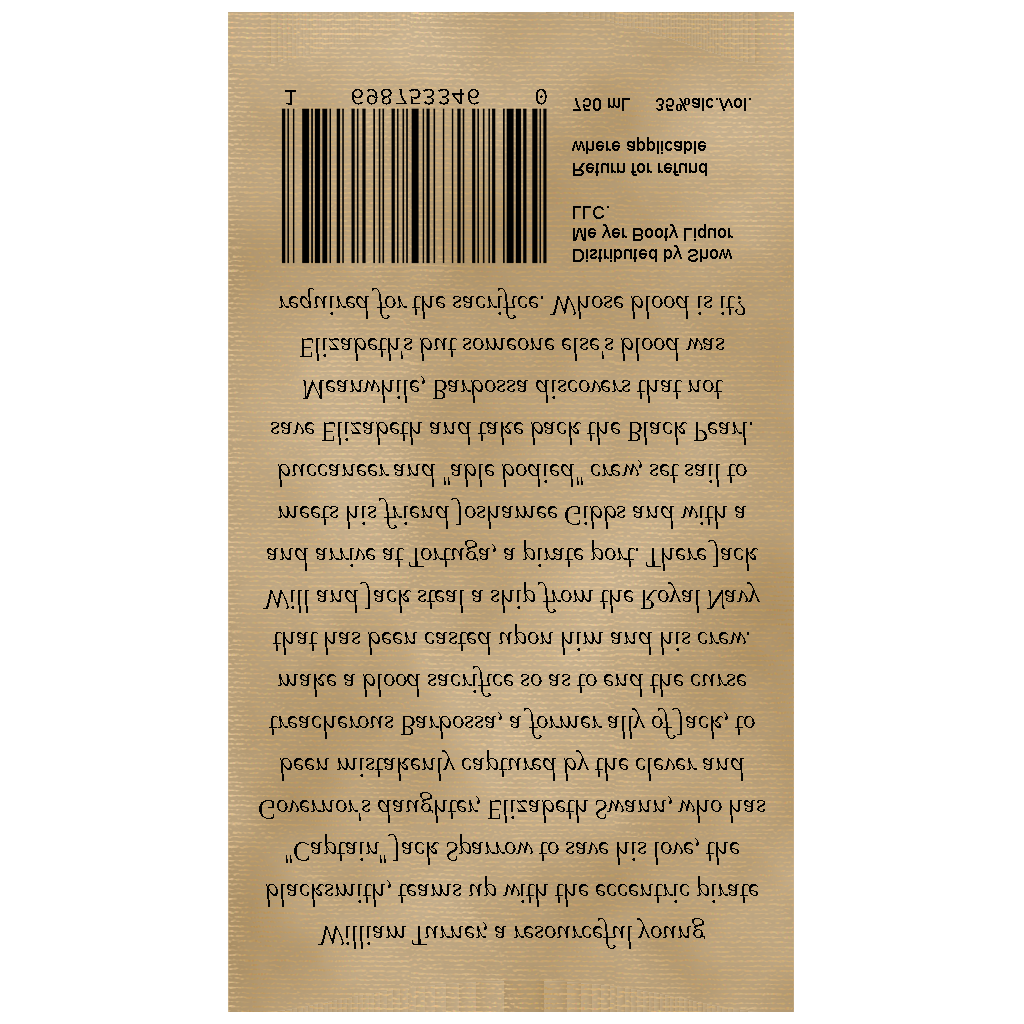 William Turner, a resourceful young
blacksmith, teams up with the eccentric pirate
"Captain" Jack Sparrow to save his love, the
Governor's daughter, Elizabeth Swann, who has
been mistakenly captured by the clever and
treacherous Barbossa, a former ally of Jack, to
make a blood sacrifice so as to end the curse
that has been casted upon him and his crew.
Will and Jack steal a ship from the Royal Navy
and arrive at Tortuga, a pirate port. There Jack
meets his friend Joshamee Gibbs and with a
buccaneer and "able bodied" crew, set sail to
save Elizabeth and take back the Black Pearl.
Meanwhile, Barbossa discovers that not
Elizabeth's but someone else's blood was
required for the sacrifice. Whose blood is it?
Distributed by Show
Me yer Booty Liquor
LLC.
Return for refund
where applicable
750 mL 35%alc./vol.
1 698753346 0